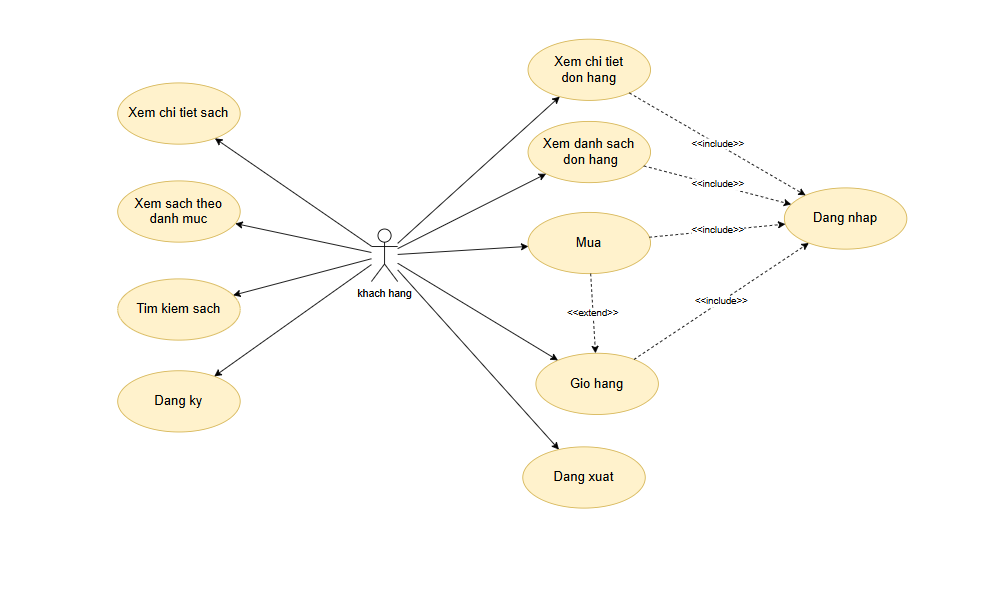 Xem chi tiet sach
Xem sach theo
danh muc
Tim kiem sach
Dang ky
khach hang
Xem chi tiet
don hang
Xem danh sach
don hang
Mua
Gio hang
Dang xuat
<<include>>
<<include>>
<<include>>
<<include>>
<<extend>>
Dang nhap